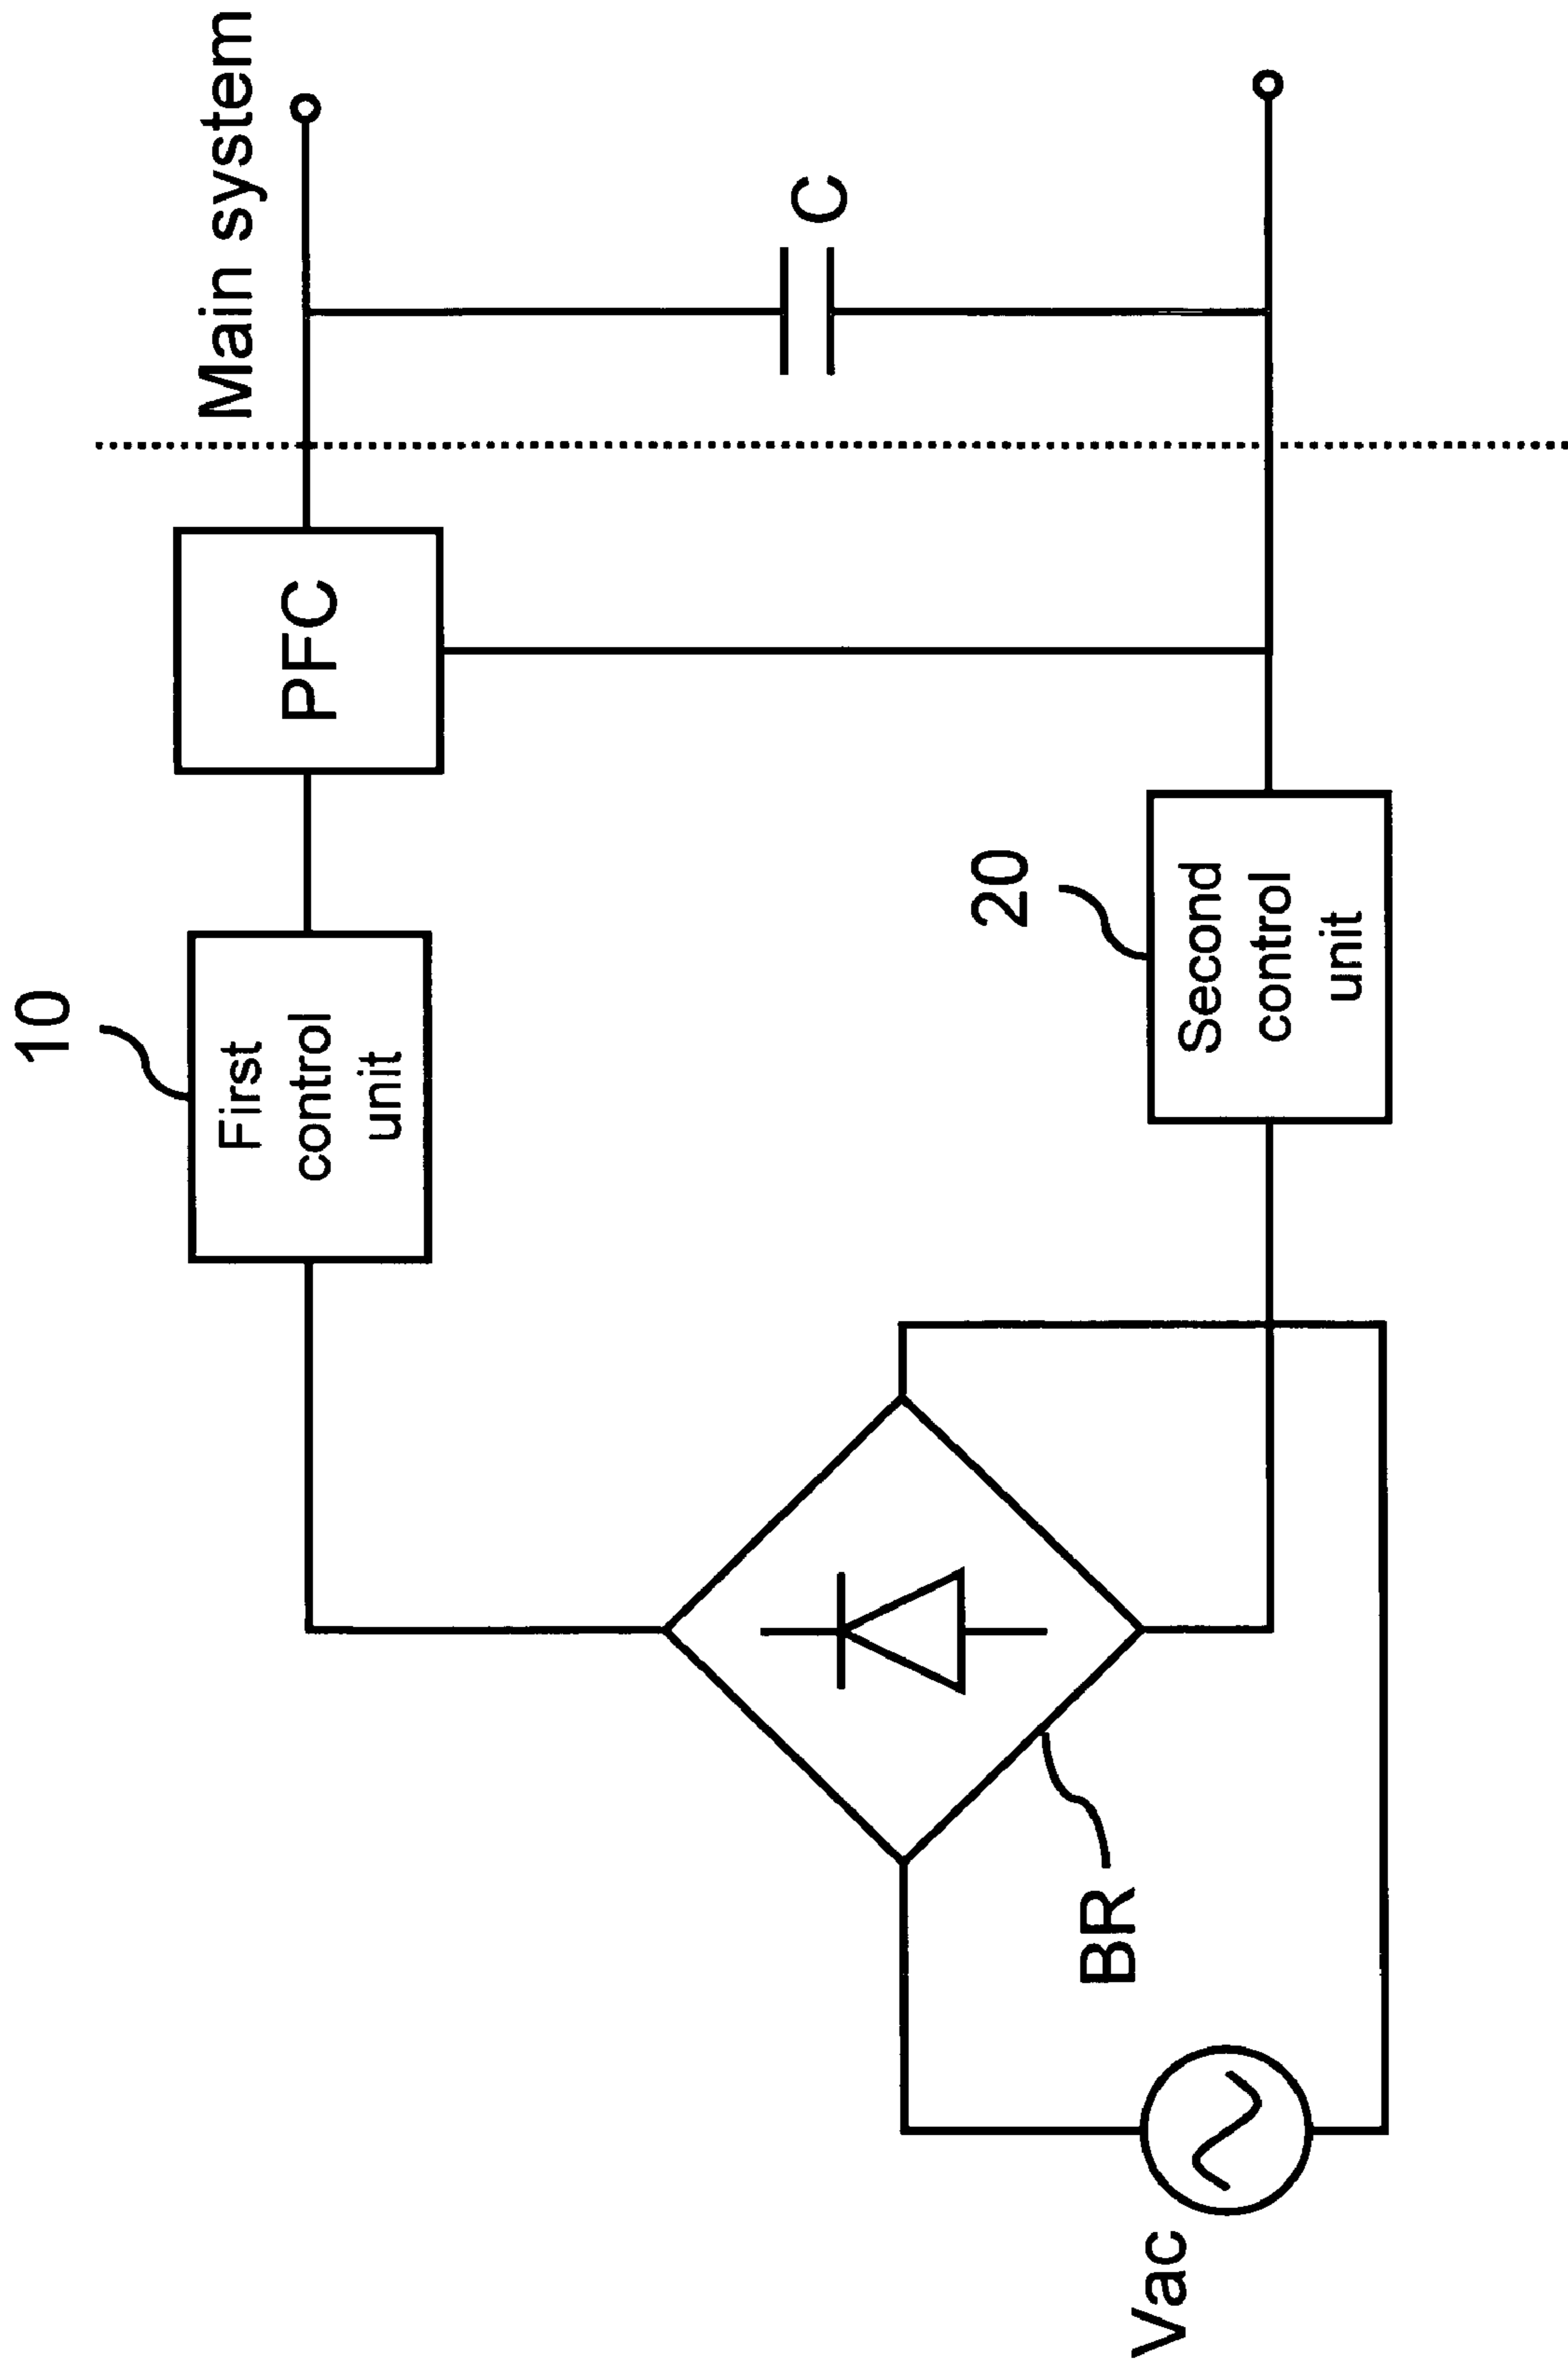 Main system
10
First
control
unit
PFC
C
20
Second
control
unit
BR
Vac